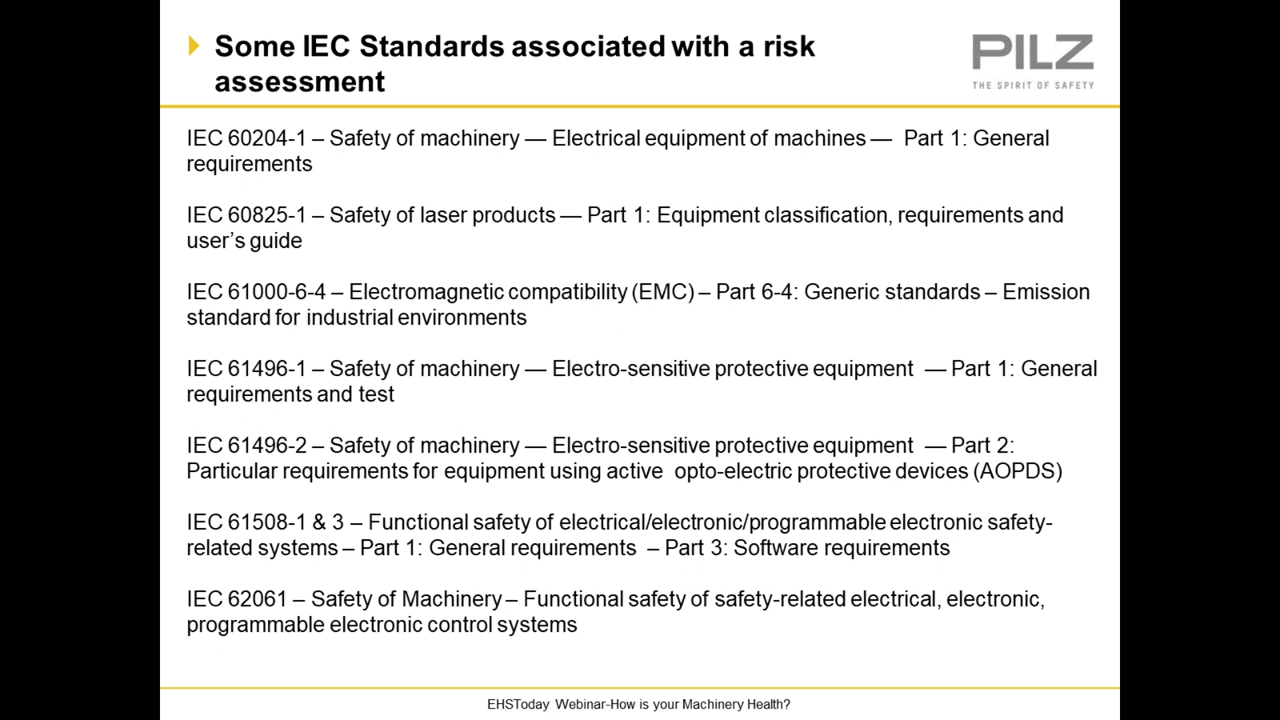 Some IEC Standards associated with a risk
assessment
PILZ
THE SPIRIT OF SAFETY
IEC 60204-1 – Safety of machinery — Electrical equipment of machines — Part 1: General
requirements
IEC 60825-1 – Safety of laser products — Part 1: Equipment classification, requirements and
user’s guide
IEC 61000-6-4 – Electromagnetic compatibility (EMC) – Part 6-4: Generic standards – Emission
standard for industrial environments
IEC 61496-1 – Safety of machinery — Electro-sensitive protective equipment — Part 1: General
requirements and test
IEC 61496-2 – Safety of machinery — Electro-sensitive protective equipment — Part 2:
Particular requirements for equipment using active opto-electric protective devices (AOPDS)
IEC 61508-1 & 3 – Functional safety of electrical/electronic/programmable electronic safety-
related systems – Part 1: General requirements – Part 3: Software requirements
IEC 62061 – Safety of Machinery – Functional safety of safety-related electrical, electronic,
programmable electronic control systems
EHSToday Webinar-How is your Machinery Health?